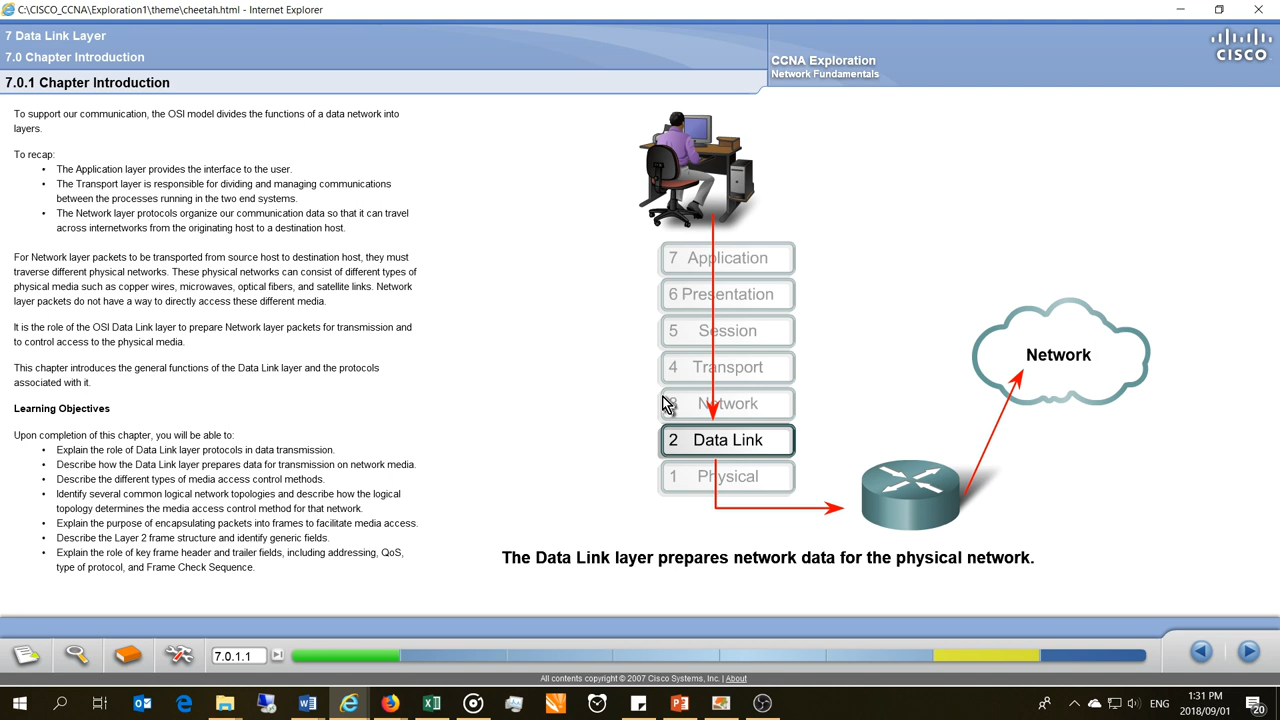 C:\CISCO_CCNA\Exploration1\theme\cheetah.html - Internet Explorer
7 Data Link Layer
7.0 Chapter Introduction
7.0.1 Chapter Introduction
CCNA Exploration
Network Fundamentals
CISCO
To support our communication, the OSI model divides the functions of a data network into
layers.
To recap:
• The Application layer provides the interface to the user.
• The Transport layer is responsible for dividing and managing communications
between the processes running in the two end systems.
• The Network layer protocols organize our communication data so that it can travel
across internetworks from the originating host to a destination host.
For Network layer packets to be transported from source host to destination host, they must
traverse different physical networks. These physical networks can consist of different types of
physical media such as copper wires, microwaves, optical fibers, and satellite links. Network
layer packets do not have a way to directly access these different media.
It is the role of the OSI Data Link layer to prepare Network layer packets for transmission and
to control access to the physical media.
This chapter introduces the general functions of the Data Link layer and the protocols
associated with it.
Learning Objectives
Upon completion of this chapter, you will be able to:
• Explain the role of Data Link layer protocols in data transmission.
• Describe how the Data Link layer prepares data for transmission on network media.
• Describe the different types of media access control methods.
• Identify several common logical network topologies and describe how the logical
topology determines the media access control method for that network.
• Explain the purpose of encapsulating packets into frames to facilitate media access.
• Describe the Layer 2 frame structure and identify generic fields.
• Explain the role of key frame header and trailer fields, including addressing, QoS,
type of protocol, and Frame Check Sequence.
7 Application
6 Presentation
5 Session
4 Transport
3 Network
2 Data Link
1 Physical
Network
The Data Link layer prepares network data for the physical network.
7.0.1.1
All contents copyright © 2007 Cisco Systems, Inc. | About
1:31 PM
2018/09/01
20